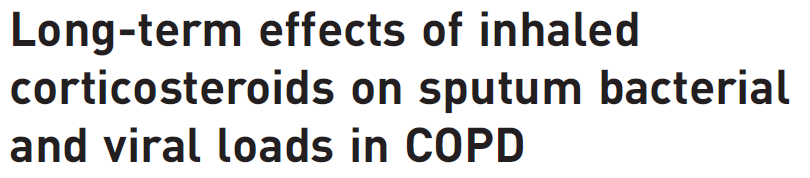 Long-term effects of inhaled
corticosteroids on sputum bacterial
and viral loads in COPD